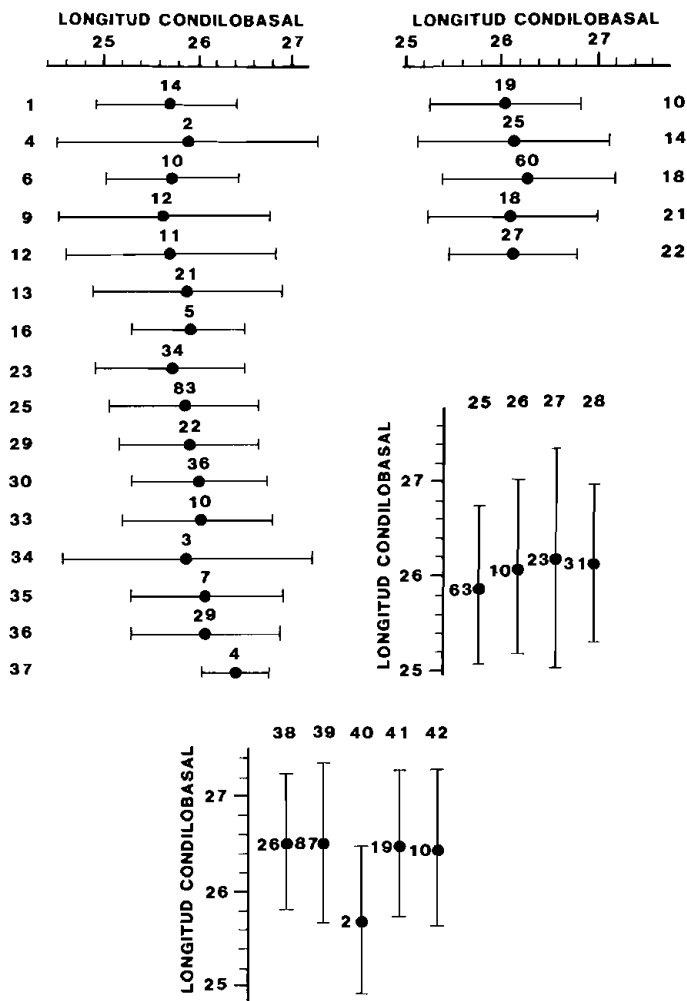 LONGITUD CONDILOBASAL
25 26 27
1 14
4 2
6 10
9 12
12 11
13 21
16 5
23 34
25 83
29 22
30 36
33 10
34 3
35 7
36 29
37 4
LONGITUD CONDILOBASAL
25 26 27
19 10
25 14
60 18
18 21
27 22
LONGITUD CONDILOBASAL
25 26 27 28
27
26
25
63 10 23 31
LONGITUD CONDILOBASAL
38 39 40 41 42
27
26
25
26 87 2 19 10